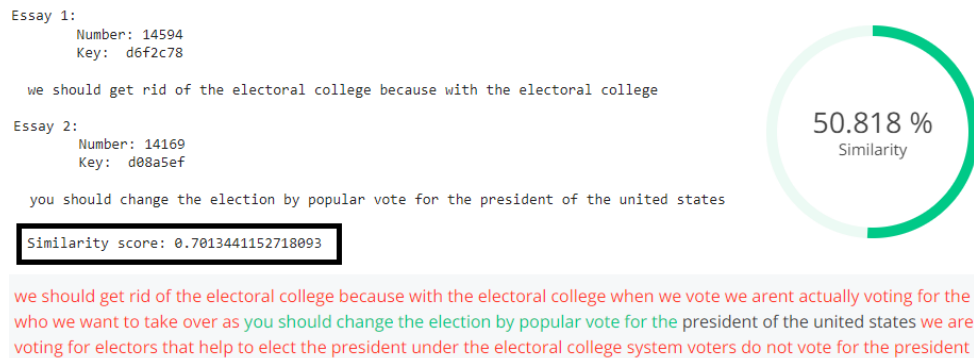 Essay 1:
Number: 14594
Key: d6f2c78
we should get rid of the electoral college because with the electoral college
Essay 2:
Number: 14169
Key: d08a5ef
you should change the election by popular vote for the president of the united states
Similarity score: 0.7013441152718093
50.818 %
Similarity
we should get rid of the electoral college because with the electoral college when we vote we arent actually voting for the
who we want to take over as you should change the election by popular vote for the president of the united states we are
voting for electors that help to elect the president under the electoral college system voters do not vote for the president